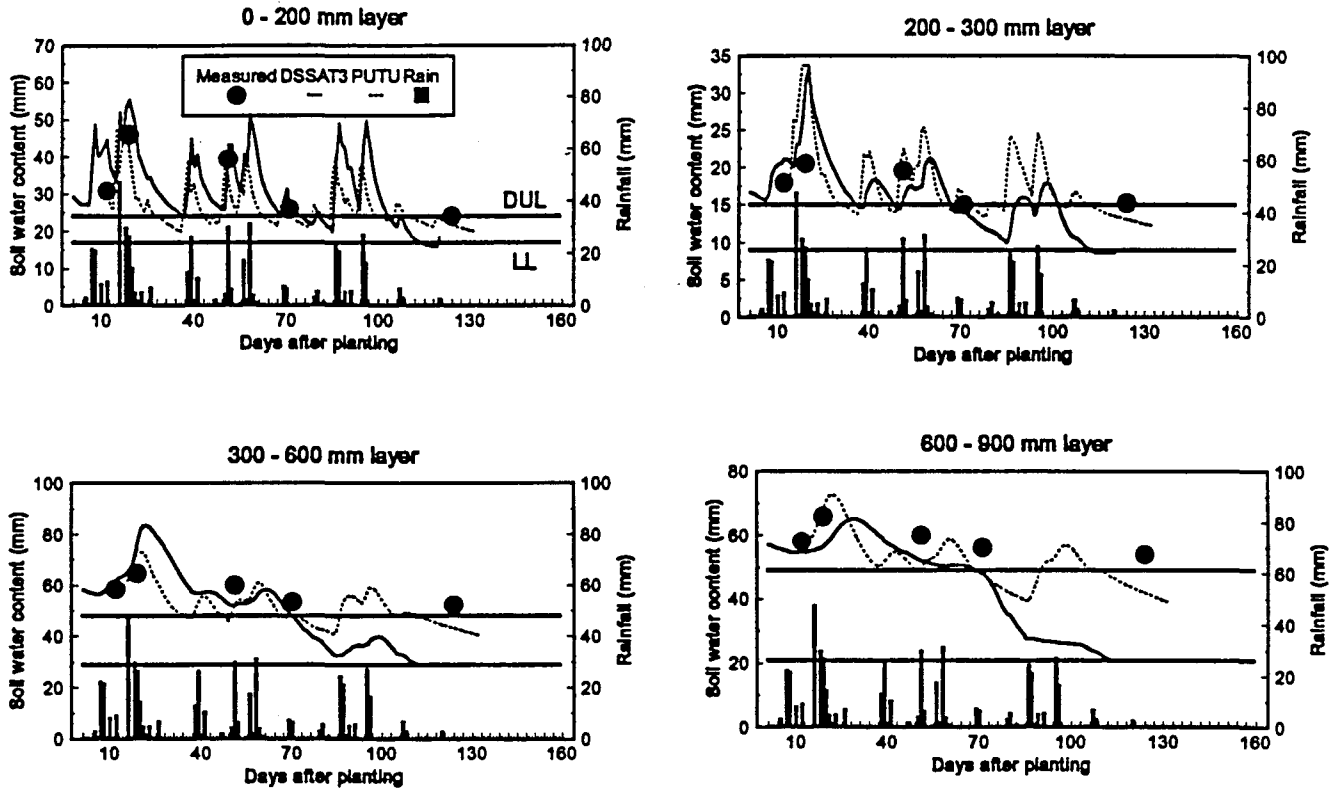 0 - 200 mm layer
Soil water content (mm)
70
60
50
40
30
20
10
0
Measured DSSAT3 PUTU Rain
DUL
LL
100
80
60
40
20
0
Rainfall (mm)
10 40 70 100 130 160
Days after planting
200 - 300 mm layer
Soil water content (mm)
35
30
25
20
15
10
5
0
100
80
60
40
20
0
Rainfall (mm)
10 40 70 100 130 160
Days after planting
300 - 600 mm layer
Soil water content (mm)
100
80
60
40
20
0
100
80
60
40
20
0
Rainfall (mm)
10 40 70 100 130 160
Days after planting
600 - 900 mm layer
Soil water content (mm)
80
60
40
20
0
100
80
60
40
20
0
Rainfall (mm)
10 40 70 100 130 160
Days after planting